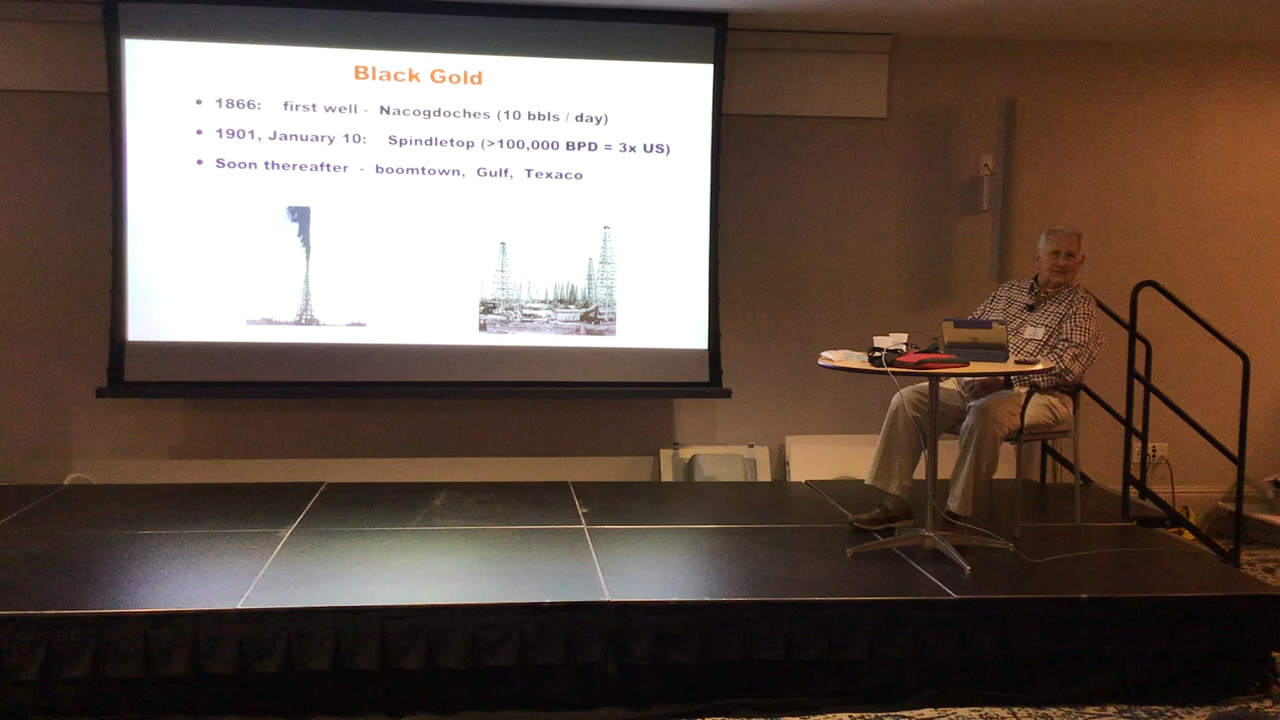 Black Gold
• 1866: first well - Nacogdoches (10 bbls / day)
• 1901, January 10: Spindletop (>100,000 BPD = 3x US)
• Soon thereafter - boomtown, Gulf, Texaco